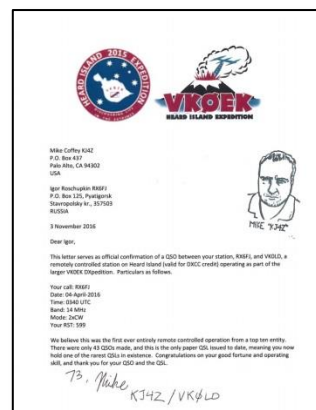 HEARD ISLAND 2015 EXPEDITION
VKØEK
HEARD ISLAND EXPEDITION
Mike Coffey KJ4Z
P.O. Box 437
Palo Alto, CA 94302
USA
MIKE "KJ4Z"
Igor Roschupkin RX6FJ
P.O. Box 125, Pyatigorsk
Stavropolsky kr., 357503
RUSSIA
3 November 2016
Dear Igor,
This letter serves as official confirmation of a QSO between your station, RX6FJ, and VK0LD, a
remotely controlled station on Heard Island (valid for DXCC credit) operating as part of the
larger VK0EK DXpedition. Particulars as follows.
Your call: RX6FJ
Date: 04-April-2016
Time: 0340 UTC
Band: 14 MHz
Mode: 2xCW
Your RST: 599
We believe this was the first ever entirely remote controlled operation from a top ten entity.
There were only 43 QSOs made, and this is the only paper QSL issued to date, meaning you now
hold one of the rarest QSLs in existence. Congratulations on your good fortune and operating
skill, and thank you for your QSO and the QSL.
73, Mike
KJ4Z/VKØLD